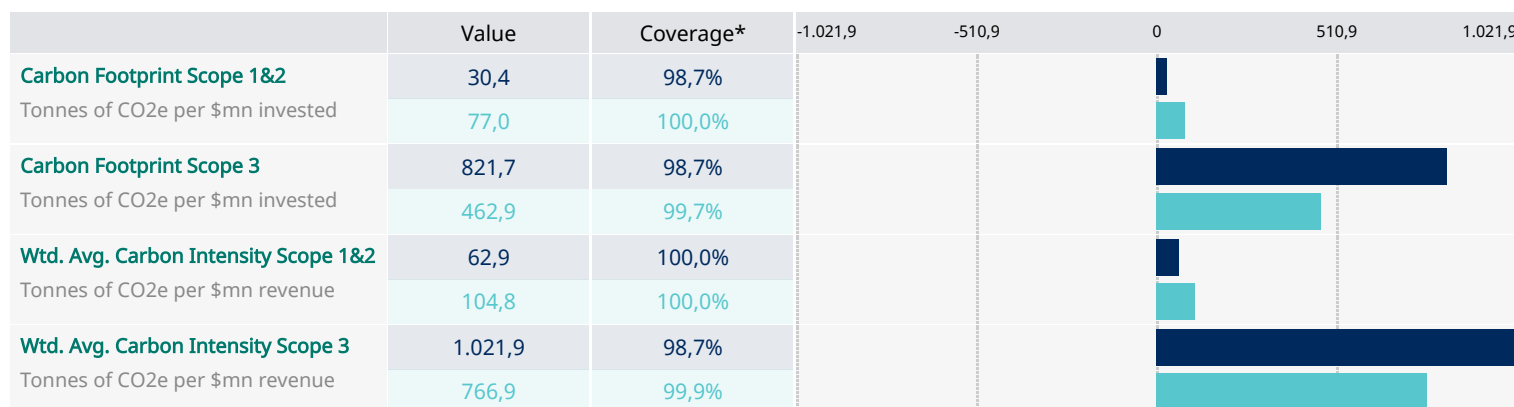 Value Coverage* -1.021,9 -510,9 0 510,9 1.021,9
Carbon Footprint Scope 1&2 30,4 98,7%
Tonnes of CO2e per $mn invested 77,0 100,0%
Carbon Footprint Scope 3 821,7 98,7%
Tonnes of CO2e per $mn invested 462,9 99,7%
Wtd. Avg. Carbon Intensity Scope 1&2 62,9 100,0%
Tonnes of CO2e per $mn revenue 104,8 100,0%
Wtd. Avg. Carbon Intensity Scope 3 1.021,9 98,7%
Tonnes of CO2e per $mn revenue 766,9 99,9%